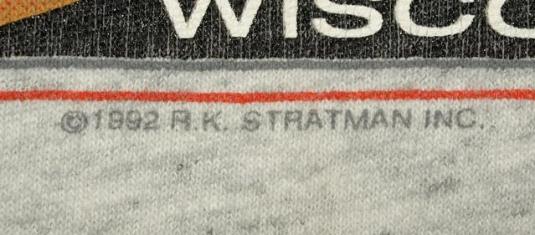 WISCO
©1992 R.K. STRATMAN INC.